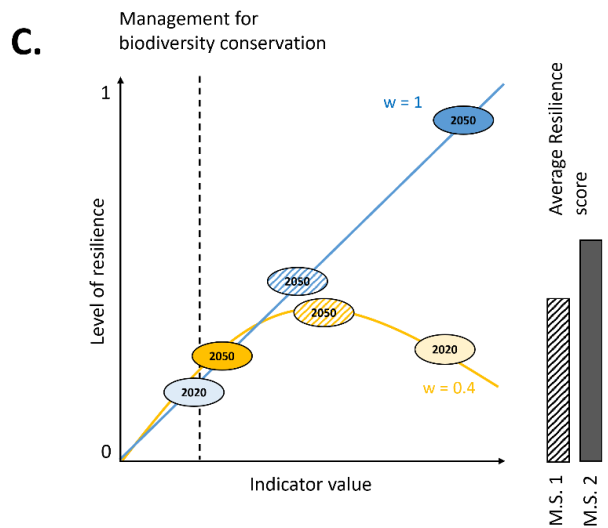 C.
Management for
biodiversity conservation
1
w = 1
2050
Average Resilience
score
Level of resilience
2050
2050
2050
2020
2020
w = 0.4
0
Indicator value
M.S. 1
M.S. 2